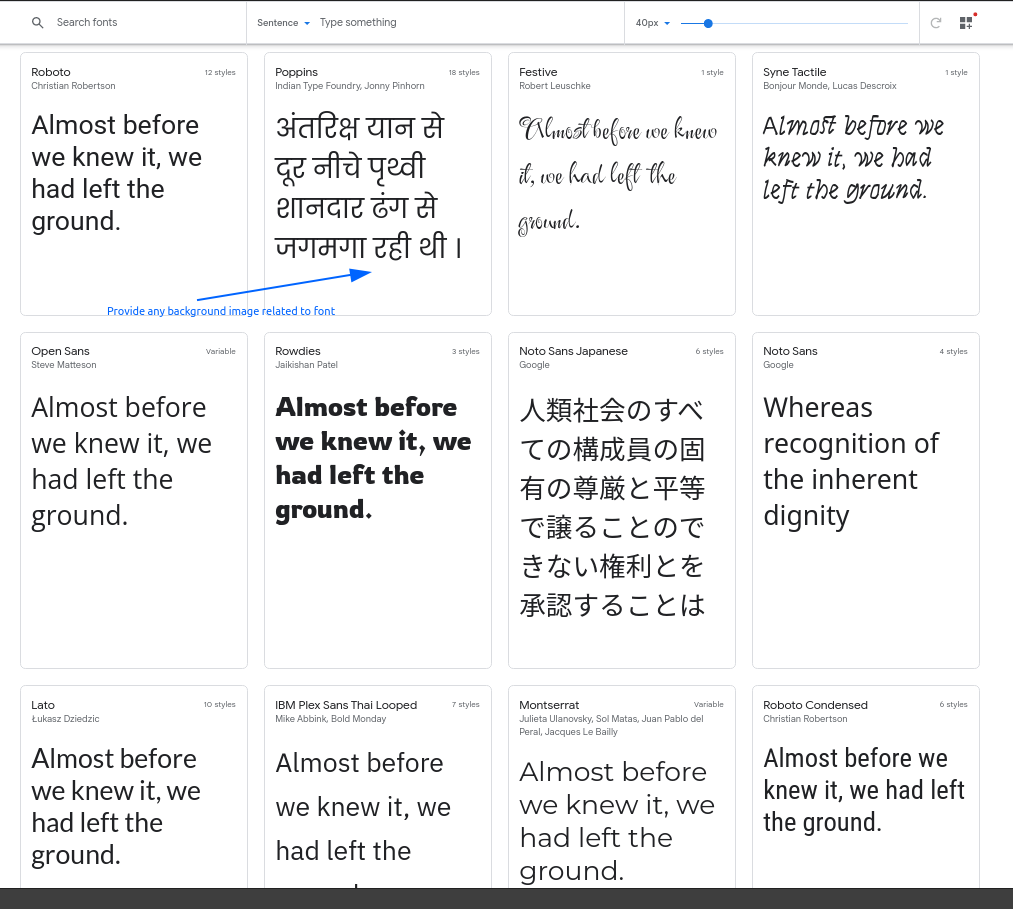 Search fonts
Sentence
Type something
40px
Roboto
12 styles
Christian Robertson
Almost before
we knew it, we
had left the
ground.
Poppins
18 styles
Indian Type Foundry, Jonny Pinhorn
अंतरिक्ष यान से
दूर नीचे पृथ्वी
शानदार ढंग से
जगमगा रही थी ।
Festive
1 style
Robert Leuschke
Almost before we knew
it, we had left the
ground.
Syne Tactile
1 style
Bonjour Monde, Lucas Descroix
Almost before we
knew it, we had
left the ground.
Provide any background image related to font
Open Sans
Variable
Steve Matteson
Almost before
we knew it, we
had left the
ground.
Rowdies
3 styles
Jaikishan Patel
Almost before
we knew it, we
had left the
ground.
Noto Sans Japanese
6 styles
Google
人類社会のすべ
ての構成員の固
有の尊厳と平等
で譲ることので
きない権利とを
承認することは
Noto Sans
4 styles
Google
Whereas
recognition of
the inherent
dignity
Lato
10 styles
Łukasz Dziedzic
Almost before
we knew it, we
had left the
ground.
IBM Plex Sans Thai Looped
7 styles
Mike Abbink, Bold Monday
Almost before
we knew it, we
had left the
Montserrat
Variable
Julieta Ulanovsky, Sol Matas, Juan Pablo del
Peral, Jacques Le Bailly
Almost before
we knew it, we
had left the
ground.
Roboto Condensed
6 styles
Christian Robertson
Almost before we
knew it, we had left
the ground.